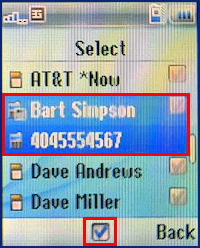 Select
AT&T *Now
Bart Simpson
4045554567
Dave Andrews
Dave Miller
Back